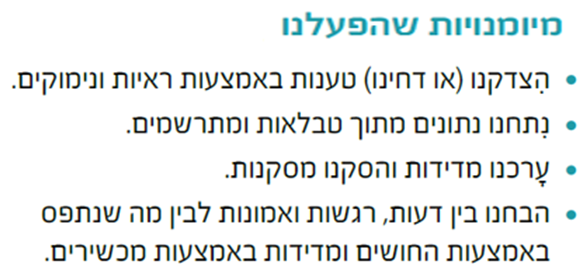 מיומנויות שהפעלנו
• הִצדקנו (או דחינו) טענות באמצעות ראיות ונימוקים.
• נִתחנו נתונים מתוך טבלאות ומתרשמים.
• עָרכנו מדידות והסקנו מסקנות.
• הבחנו בין דעות, רגשות ואמונות לבין מה שנתפס
באמצעות החושים ומדידות באמצעות מכשירים.